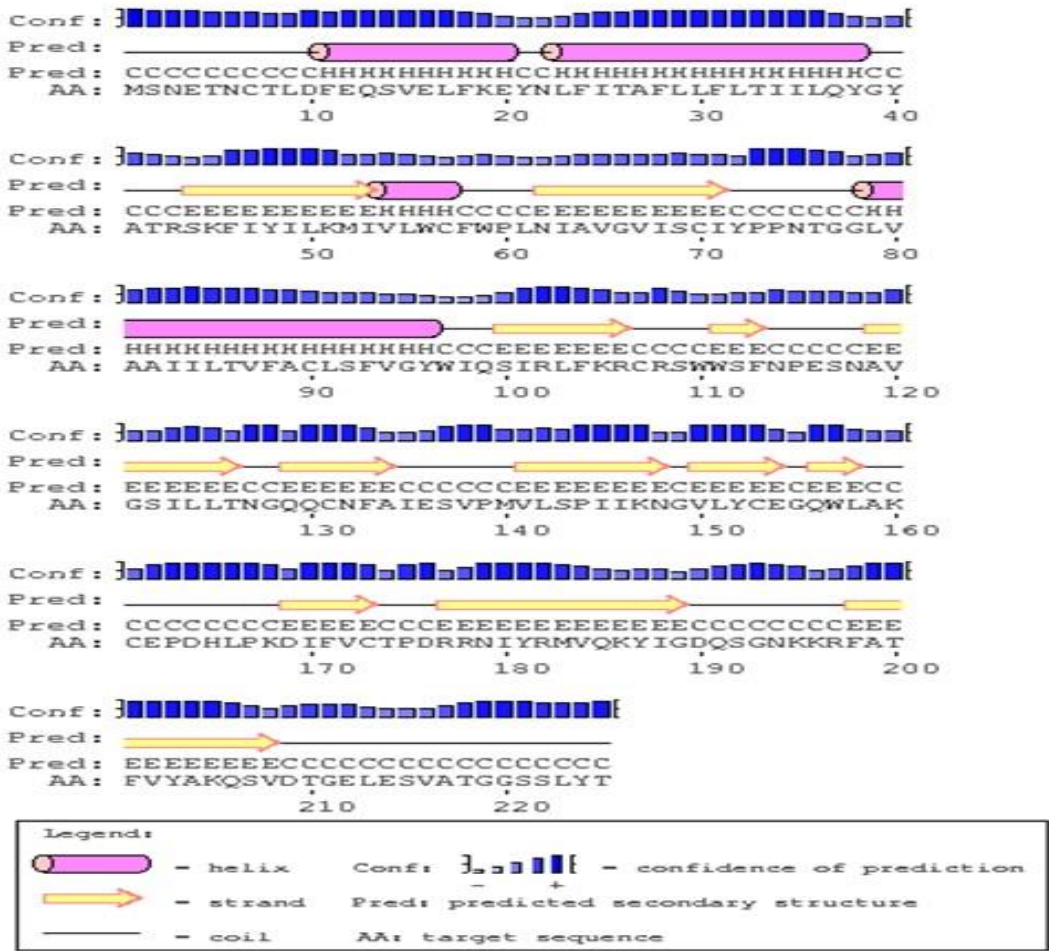 Conf:
Pred:
Pred: CCCCCCCCCCHHHHHHHHHHCCHHHHHHHHHHHHHHHHCC
AA: MSNETNCTLDFEQSVELFKEYNLFITAFLLFLTIILQYGY
10 20 30 40
Conf:
Pred:
Pred: CCCEEEEEEEEEEHHHHCCCCEEEEEEEEEECCCCCCCHH
AA: ATRSKFIYILKMIVLWCFWPLNIAVGVISCIYPPNTGGLV
50 60 70 80
Conf:
Pred:
Pred: HHHHHHHHHHHHHHHHCCCEEEEEEECCCCEEECCCCCEE
AA: AAIILTVFACLSFVGYWIQSIRLFKRCRSWWSFNPESNAV
90 100 110 120
Conf:
Pred:
Pred: EEEEEECCEEEEEECCCCCCEEEEEEEECEEEEECEEECC
AA: GSILLTNGQQCNFAIESVPMVLSPIIKNGVLYCEGQWLAK
130 140 150 160
Conf:
Pred:
Pred: CCCCCCCCEEEEECCCEEEEEEEEEEEEECCCCCCCCEEE
AA: CEPDHLPKDIFVCTPDRRNIYRMVQKYIGDQSGNKKRFAT
170 180 190 200
Conf:
Pred:
Pred: EEEEEEEECCCCCCCCCCCCCCCCC
AA: FVYAKQSVDTGELESVATGGSSLYT
210 220
Legend:
= helix Conf: - + = confidence of prediction
= strand Pred: predicted secondary structure
= coil AA: target sequence